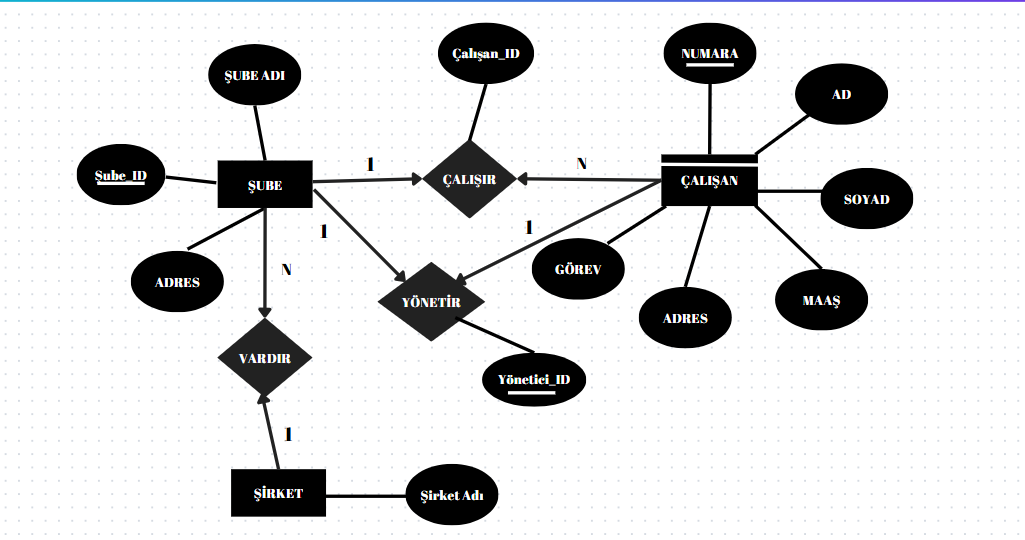 Çalışan_ID
NUMARA
ŞUBE ADI
AD
Şube_ID
ŞUBE
1
ÇALIŞIR
N
ÇALIŞAN
SOYAD
1
1
ADRES
N
GÖREV
YÖNETİR
ADRES
MAAŞ
VARDIR
Yönetici_ID
1
ŞİRKET
Şirket Adı